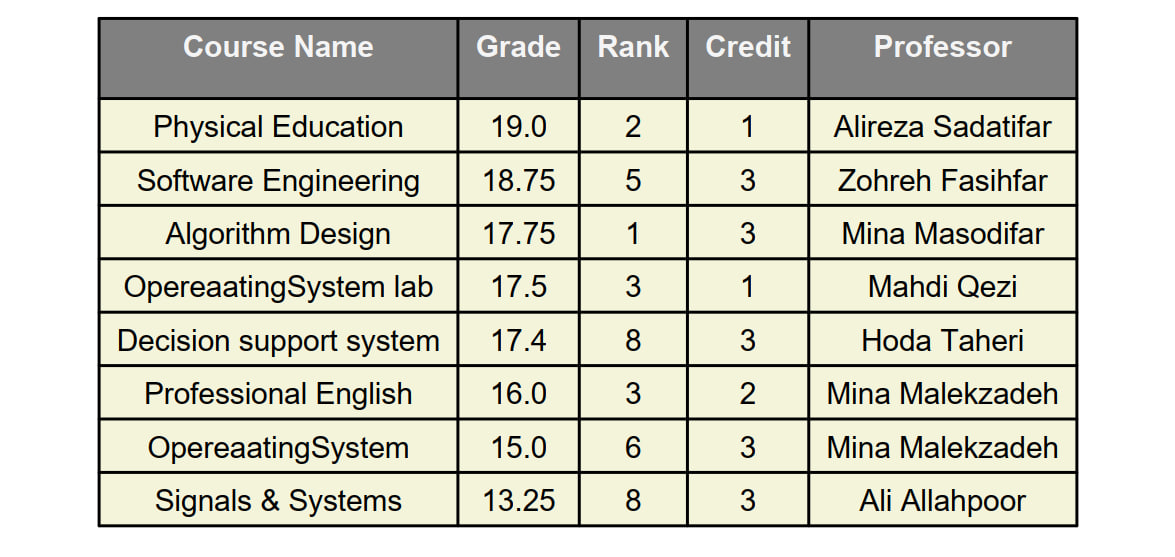 Course Name Grade Rank Credit Professor
Physical Education 19.0 2 1 Alireza Sadatifar
Software Engineering 18.75 5 3 Zohreh Fasihfar
Algorithm Design 17.75 1 3 Mina Masodifar
OpereaatingSystem lab 17.5 3 1 Mahdi Qezi
Decision support system 17.4 8 3 Hoda Taheri
Professional English 16.0 3 2 Mina Malekzadeh
OpereaatingSystem 15.0 6 3 Mina Malekzadeh
Signals & Systems 13.25 8 3 Ali Allahpoor